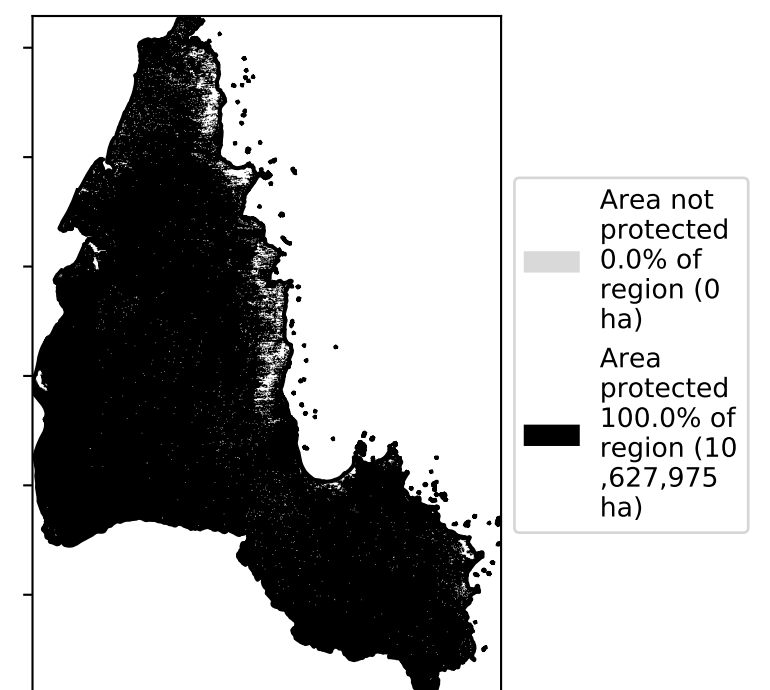 Area not
protected
0.0% of
region (0
ha)
Area
protected
100.0% of
region (10
,627,975
ha)